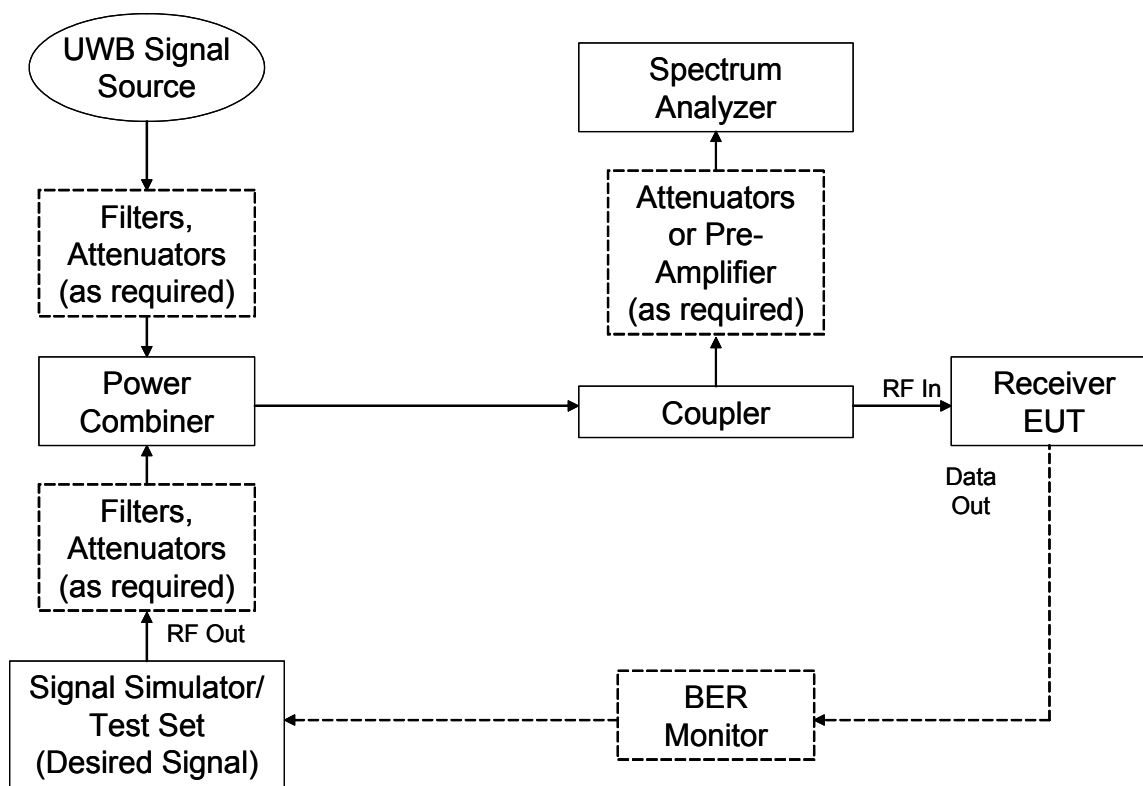 UWB Signal
Source
Spectrum
Analyzer
Filters,
Attenuators
(as required)
Attenuators
or Pre-
Amplifier
(as required)
Power
Combiner
Coupler
RF In
Receiver
EUT
Data
Out
Filters,
Attenuators
(as required)
RF Out
Signal Simulator/
Test Set
(Desired Signal)
BER
Monitor